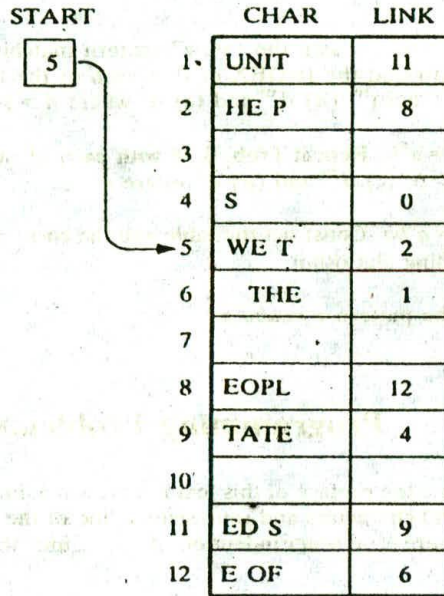 START CHAR LINK
5
1 UNIT 11
2 HE P 8
3
4 S 0
5 WE T 2
6 THE 1
7
8 EOPL 12
9 TATE 4
10
11 ED S 9
12 E OF 6